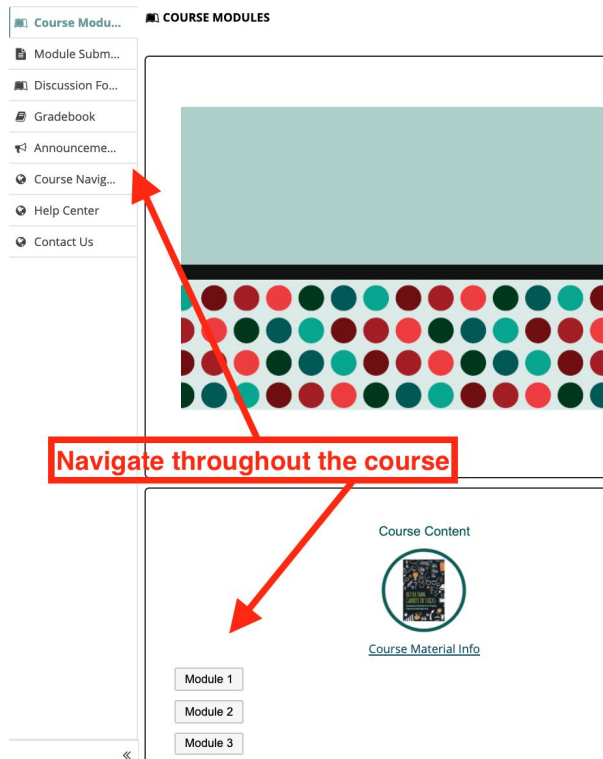 Course Modu...
Module Subm...
Discussion Fo...
Gradebook
Announceme...
Course Navig...
Help Center
Contact Us
«
COURSE MODULES
Navigate throughout the course
Course Content
Course Material Info
Module 1
Module 2
Module 3